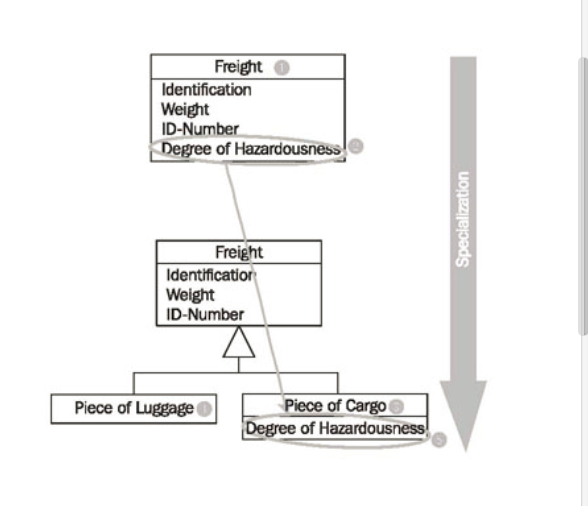 Freight 1
Identification
Weight
ID-Number
Degree of Hazardousness
Specialization
Freight
Identification
Weight
ID-Number
Piece of Luggage
Piece of Cargo
Degree of Hazardousness